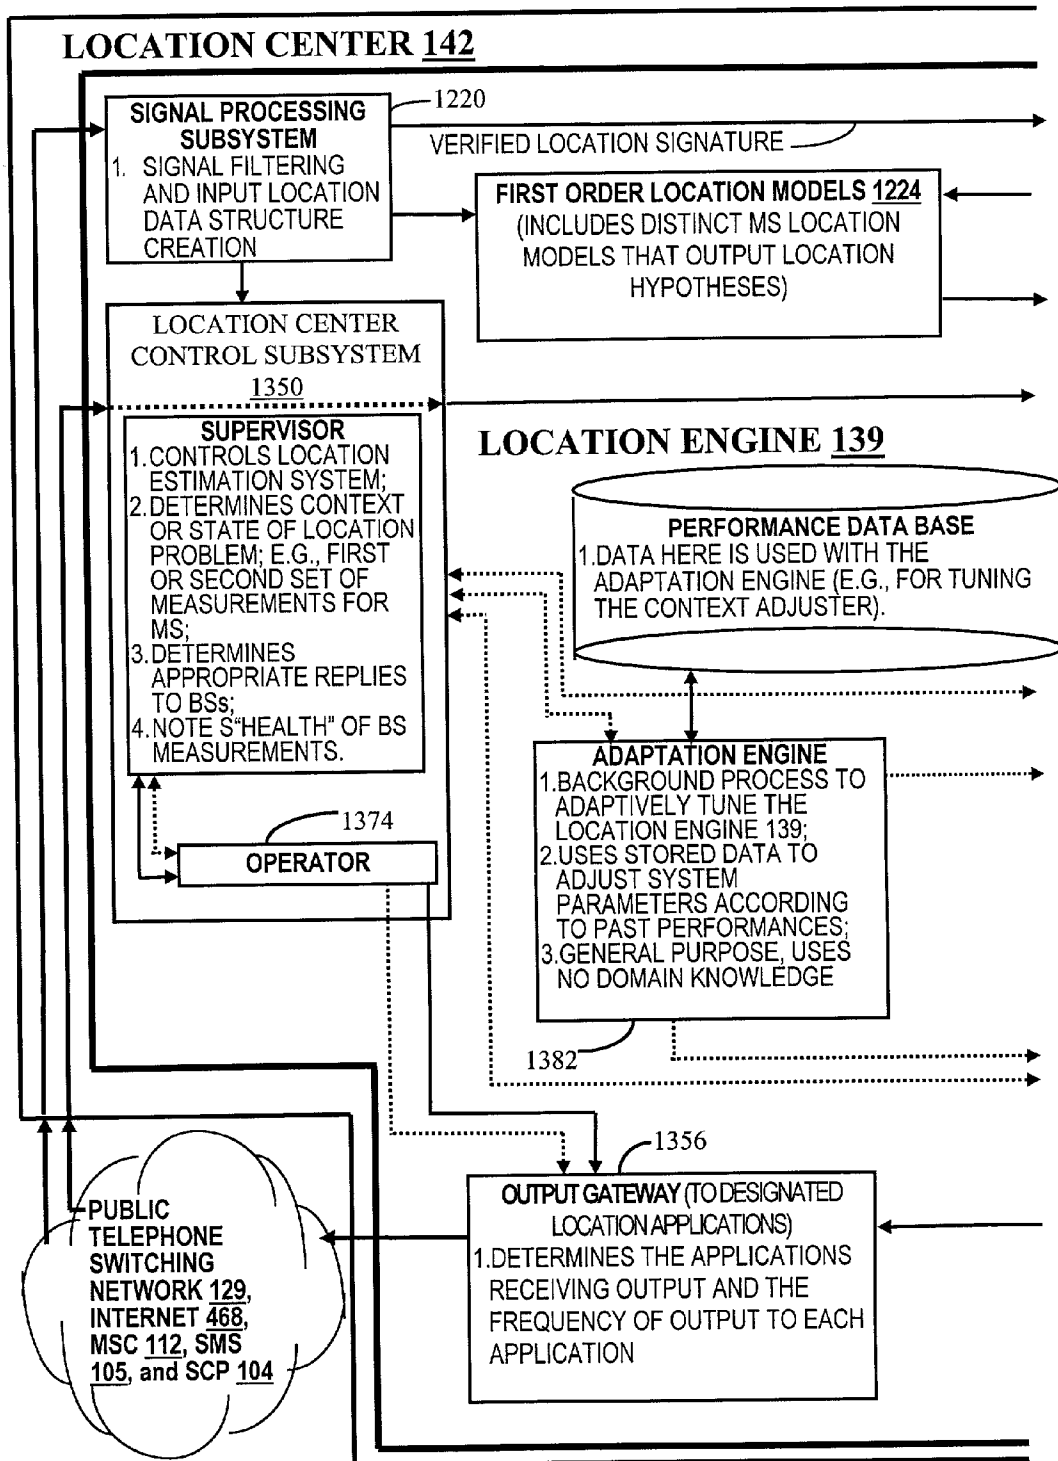 LOCATION CENTER 142
SIGNAL PROCESSING
SUBSYSTEM
1. SIGNAL FILTERING
AND INPUT LOCATION
DATA STRUCTURE
CREATION
1220
VERIFIED LOCATION SIGNATURE
FIRST ORDER LOCATION MODELS 1224
(INCLUDES DISTINCT MS LOCATION
MODELS THAT OUTPUT LOCATION
HYPOTHESES)
LOCATION CENTER
CONTROL SUBSYSTEM
1350
SUPERVISOR
1.CONTROLS LOCATION
ESTIMATION SYSTEM;
2.DETERMINES CONTEXT
OR STATE OF LOCATION
PROBLEM; E.G., FIRST
OR SECOND SET OF
MEASUREMENTS FOR
MS;
3.DETERMINES
APPROPRIATE REPLIES
TO BSs;
4.NOTE S"HEALTH" OF BS
MEASUREMENTS.
1374
OPERATOR
LOCATION ENGINE 139
PERFORMANCE DATA BASE
1.DATA HERE IS USED WITH THE
ADAPTATION ENGINE (E.G., FOR TUNING
THE CONTEXT ADJUSTER).
ADAPTATION ENGINE
1.BACKGROUND PROCESS TO
ADAPTIVELY TUNE THE
LOCATION ENGINE 139;
2.USES STORED DATA TO
ADJUST SYSTEM
PARAMETERS ACCORDING
TO PAST PERFORMANCES;
3.GENERAL PURPOSE, USES
NO DOMAIN KNOWLEDGE
1382
1356
OUTPUT GATEWAY (TO DESIGNATED
LOCATION APPLICATIONS)
1.DETERMINES THE APPLICATIONS
RECEIVING OUTPUT AND THE
FREQUENCY OF OUTPUT TO EACH
APPLICATION
PUBLIC
TELEPHONE
SWITCHING
NETWORK 129,
INTERNET 468,
MSC 112, SMS
105, and SCP 104